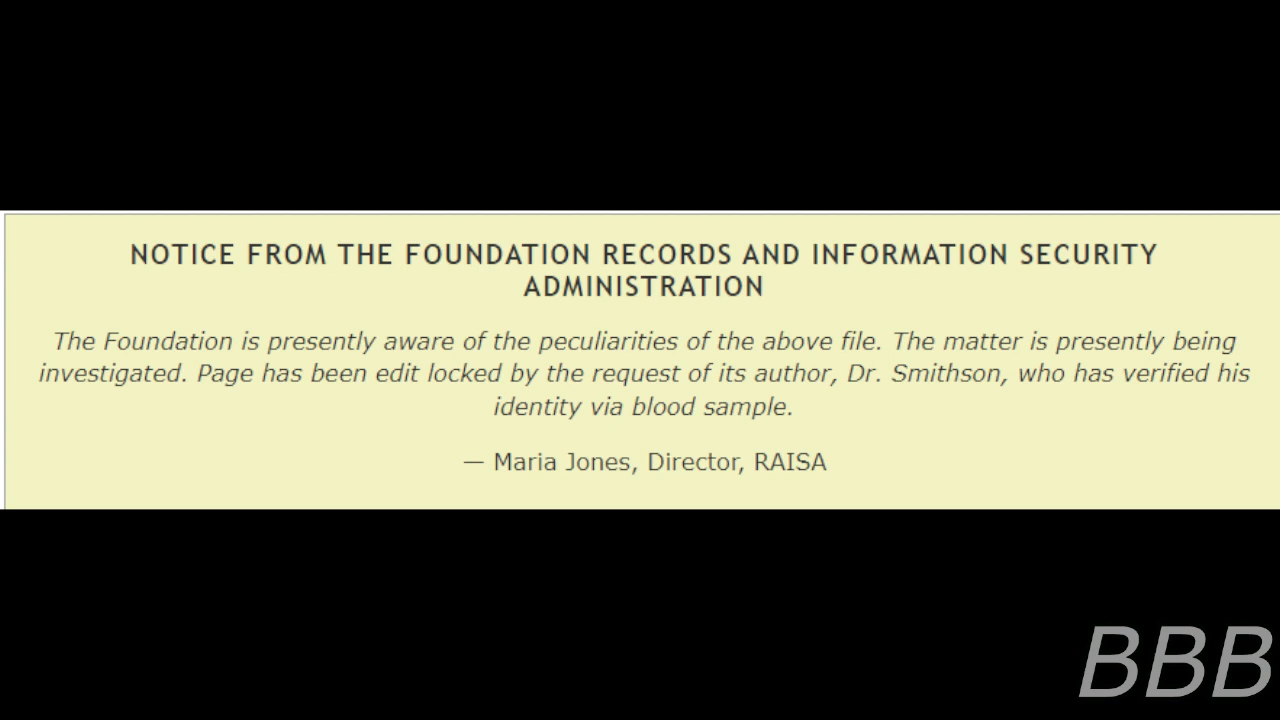 NOTICE FROM THE FOUNDATION RECORDS AND INFORMATION SECURITY
ADMINISTRATION
The Foundation is presently aware of the peculiarities of the above file. The matter is presently being
investigated. Page has been edit locked by the request of its author, Dr. Smithson, who has verified his
identity via blood sample.
— Maria Jones, Director, RAISA
BBB